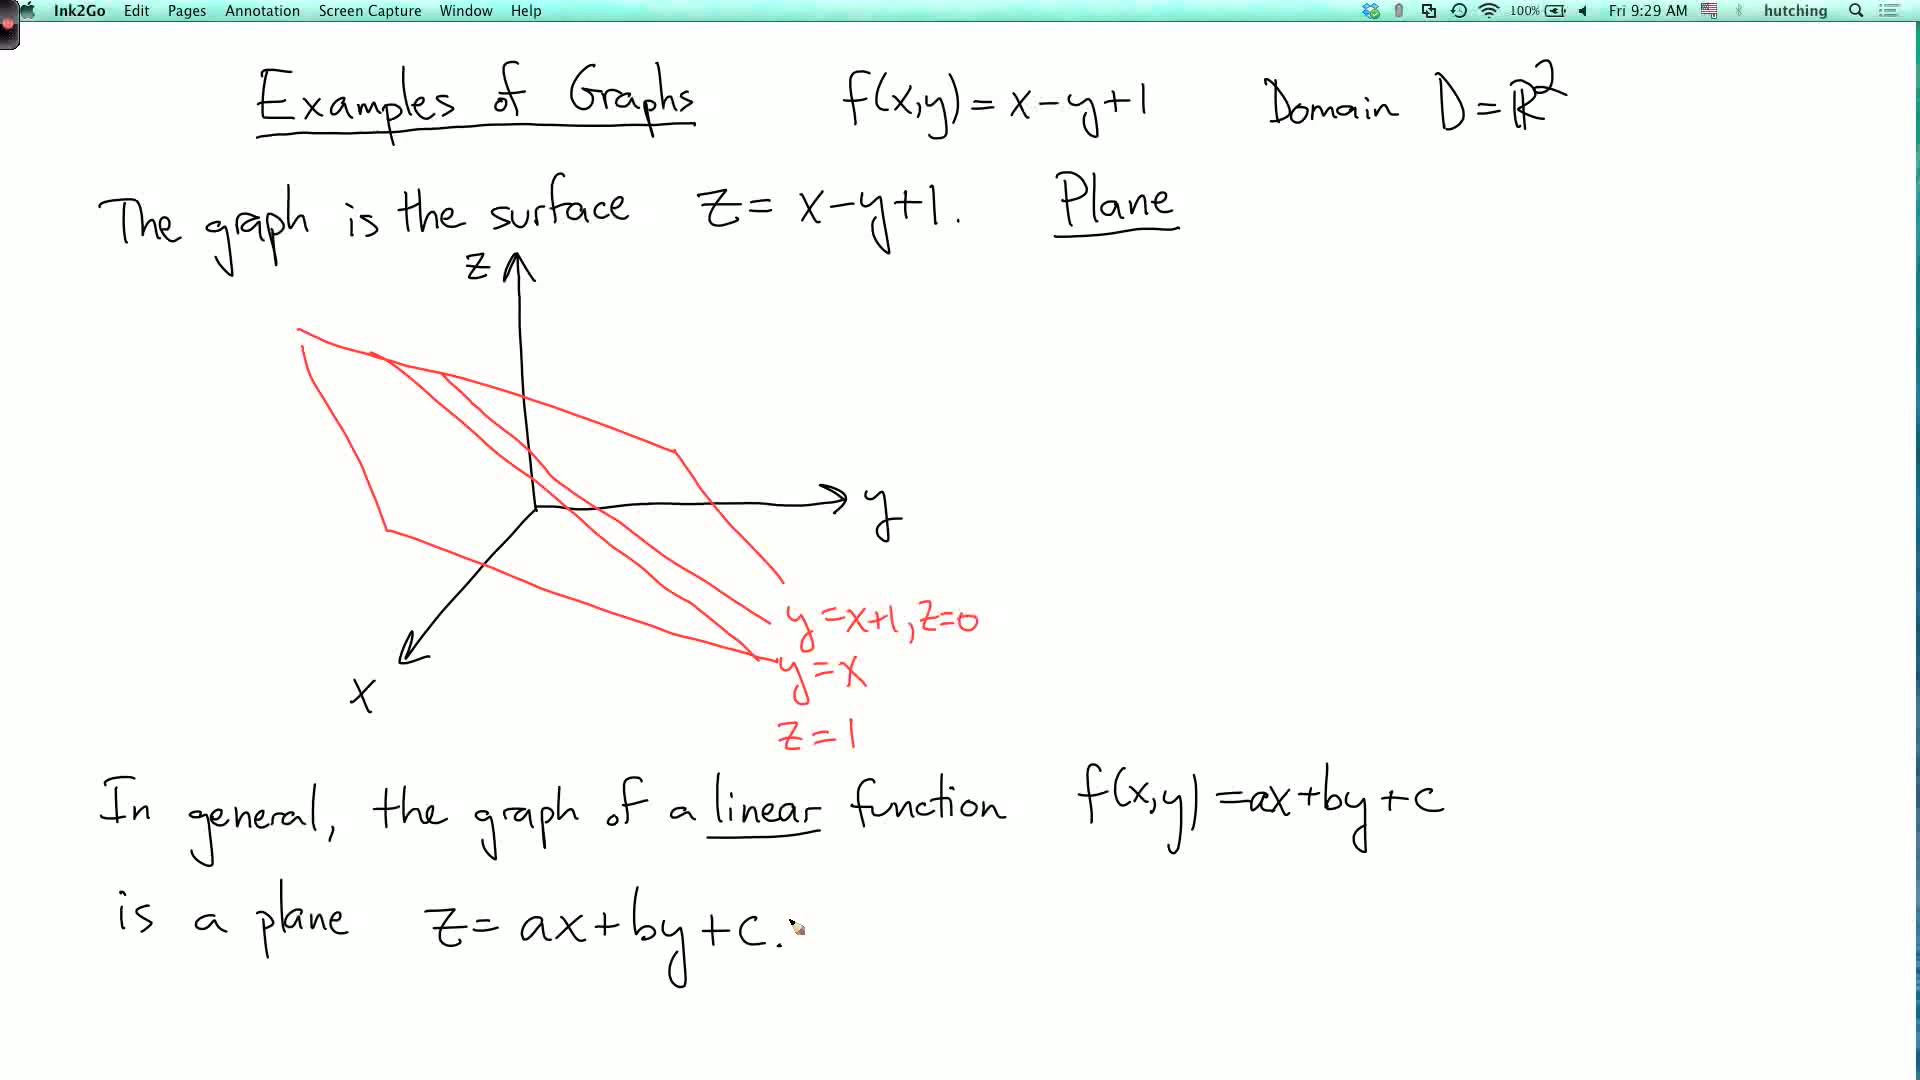 Ink2Go Edit Pages Annotation Screen Capture Window Help 100% Fri 9:29 AM hutching
Examples of Graphs f(x,y) = x-y+1 Domain D = ℝ²
The graph is the surface z = x-y+1. Plane
z
y
y=x+1, z=0
y=x
x
z=1
In general, the graph of a linear function f(x,y) =ax+by+c
is a plane z= ax+by+c.